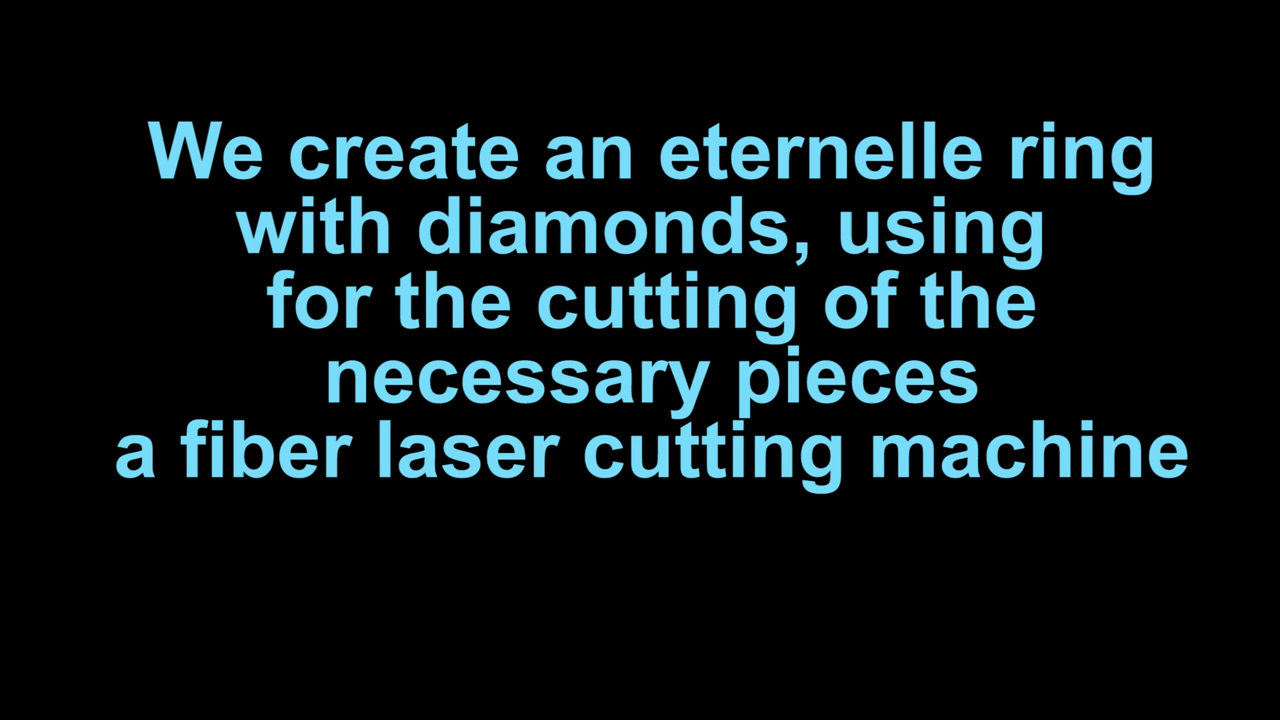 We create an eternelle ring
with diamonds, using
for the cutting of the
necessary pieces
a fiber laser cutting machine